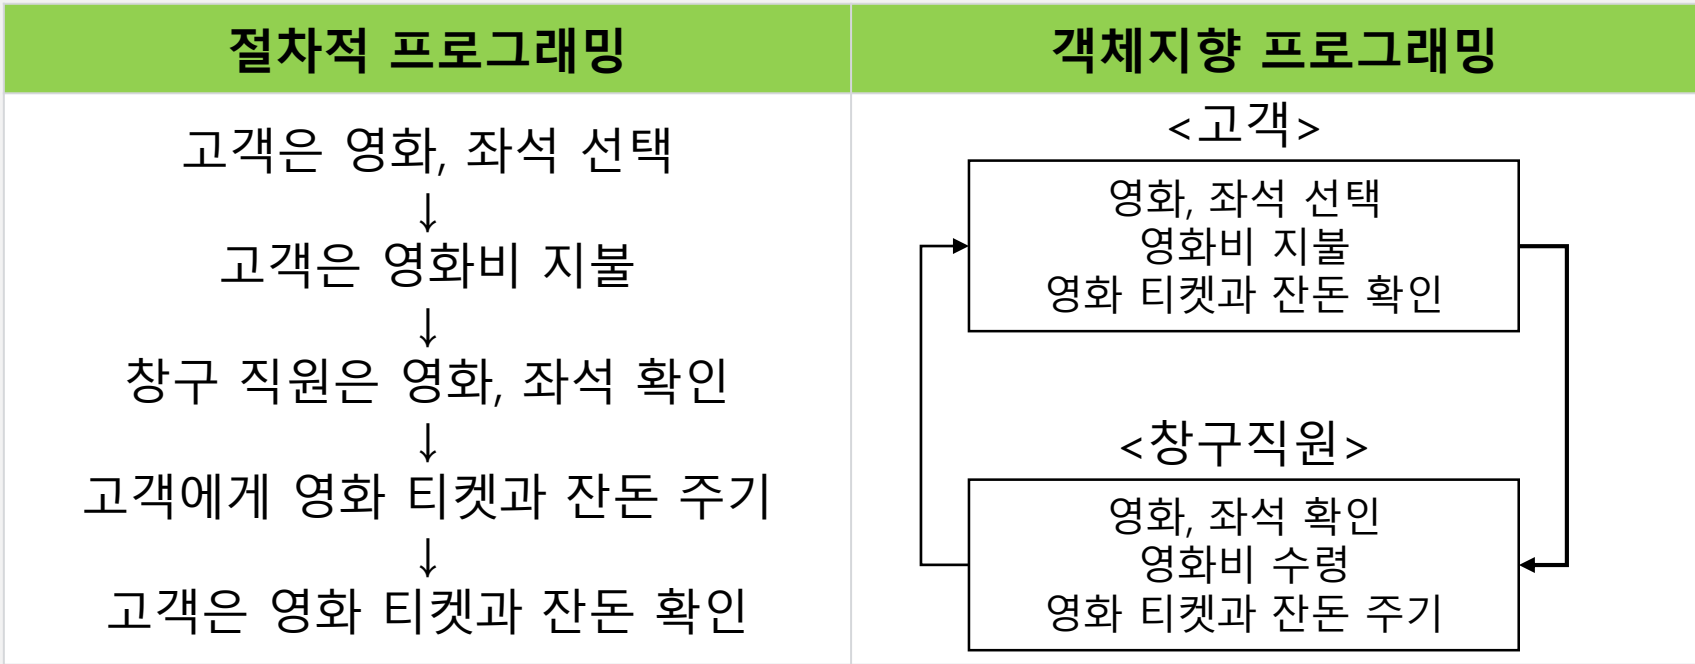 절차적 프로그래밍
고객은 영화, 좌석 선택
↓
고객은 영화비 지불
↓
창구 직원은 영화, 좌석 확인
↓
고객에게 영화 티켓과 잔돈 주기
↓
고객은 영화 티켓과 잔돈 확인
객체지향 프로그래밍
<고객>
영화, 좌석 선택
영화비 지불
영화 티켓과 잔돈 확인
<창구직원>
영화, 좌석 확인
영화비 수령
영화 티켓과 잔돈 주기